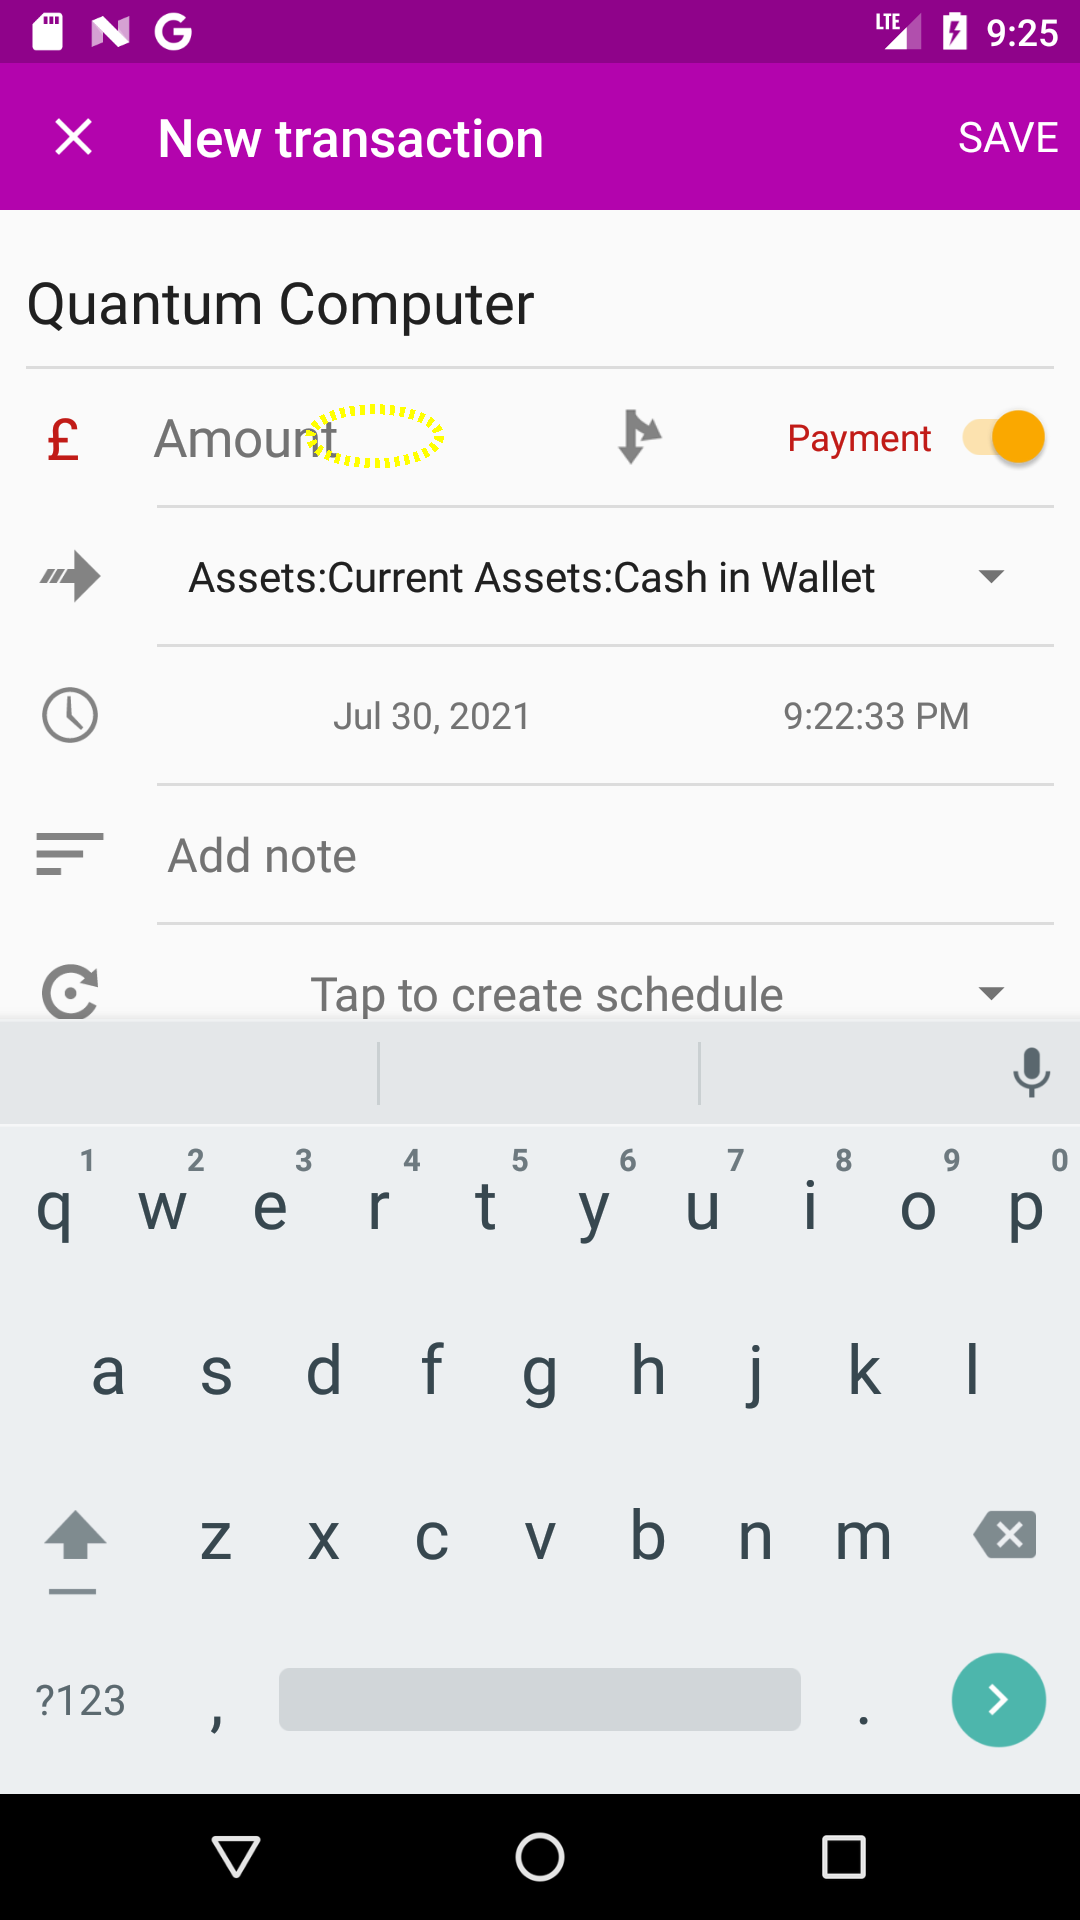 LTE 9:25
New transaction SAVE
Quantum Computer
£ Amount Payment
Assets:Current Assets:Cash in Wallet
Jul 30, 2021 9:22:33 PM
Add note
Tap to create schedule
1 2 3 4 5 6 7 8 9 0
q w e r t y u i o p
a s d f g h j k l
z x c v b n m
?123 , .